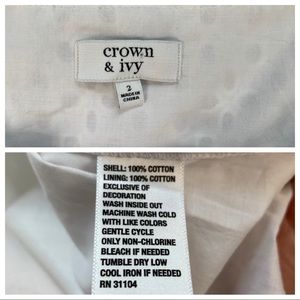 crown
& ivy
2
MADE IN
CHINA
SHELL: 100% COTTON
LINING: 100% COTTON
EXCLUSIVE OF
DECORATION
WASH INSIDE OUT
MACHINE WASH COLD
WITH LIKE COLORS
GENTLE CYCLE
ONLY NON-CHLORINE
BLEACH IF NEEDED
TUMBLE DRY LOW
COOL IRON IF NEEDED
RN 31104